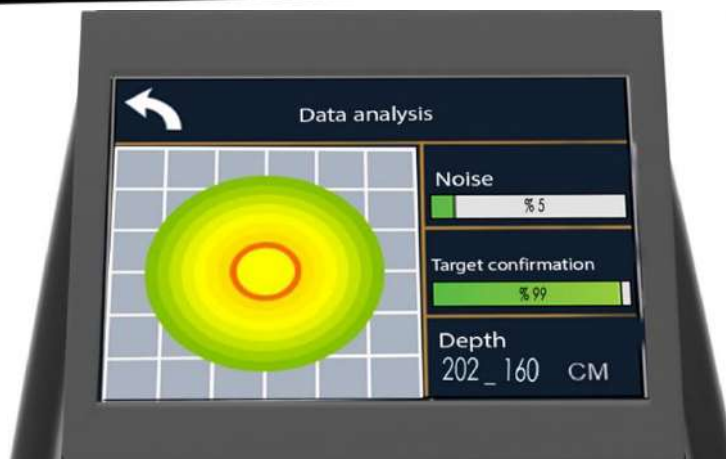 Data analysis
Noise
% 5
Target confirmation
% 99
Depth
202_160 CM